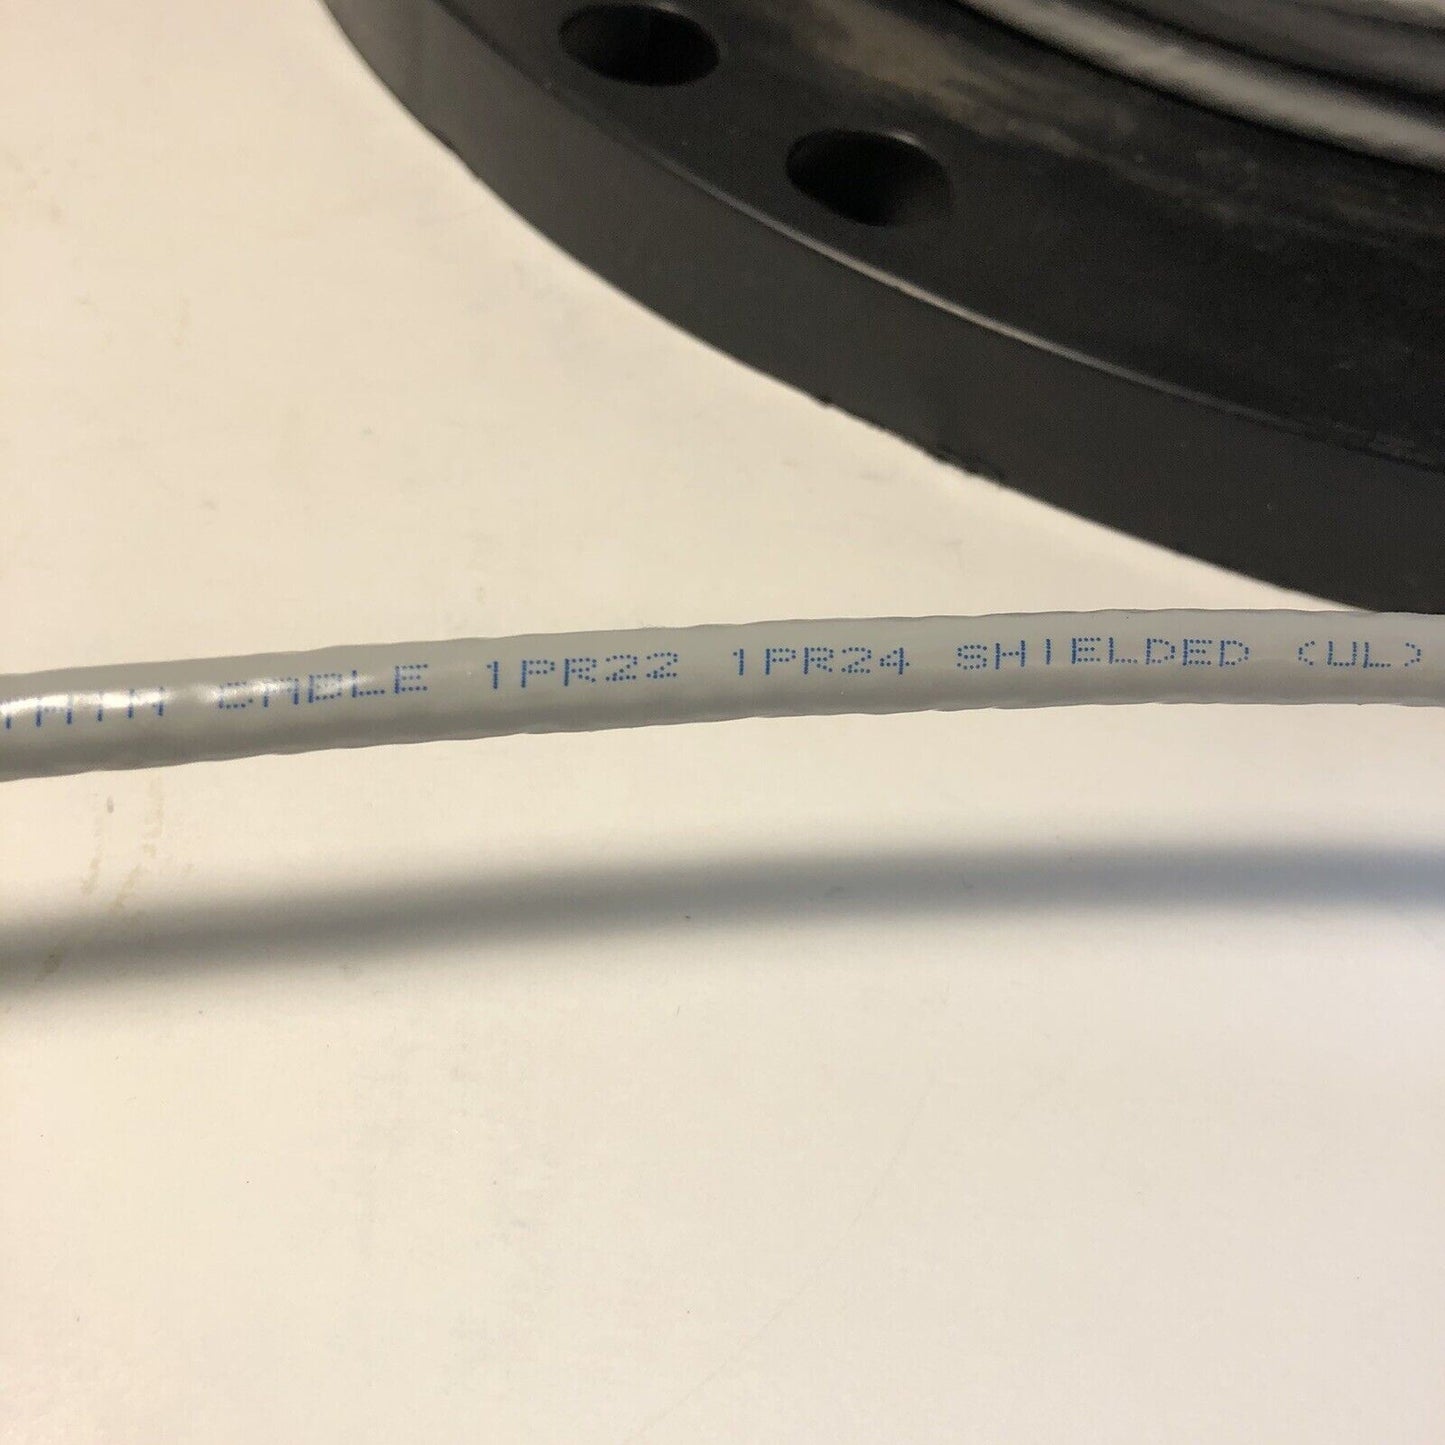 CABLE 1PR22 1PR24 SHIELDED (UL)